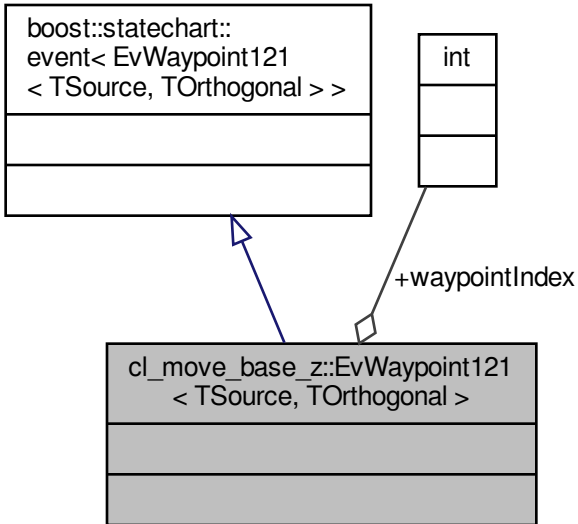 boost::statechart::
event< EvWaypoint121
< TSource, TOrthogonal > >
int
+waypointIndex
cl_move_base_z::EvWaypoint121
< TSource, TOrthogonal >